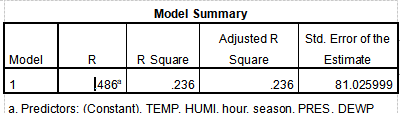 Model Summary
Model R R Square Adjusted R Square Std. Error of the Estimate
1 .486a .236 .236 81.025999
a. Predictors: (Constant), TEMP, HUMI, hour, season, PRES, DEWP